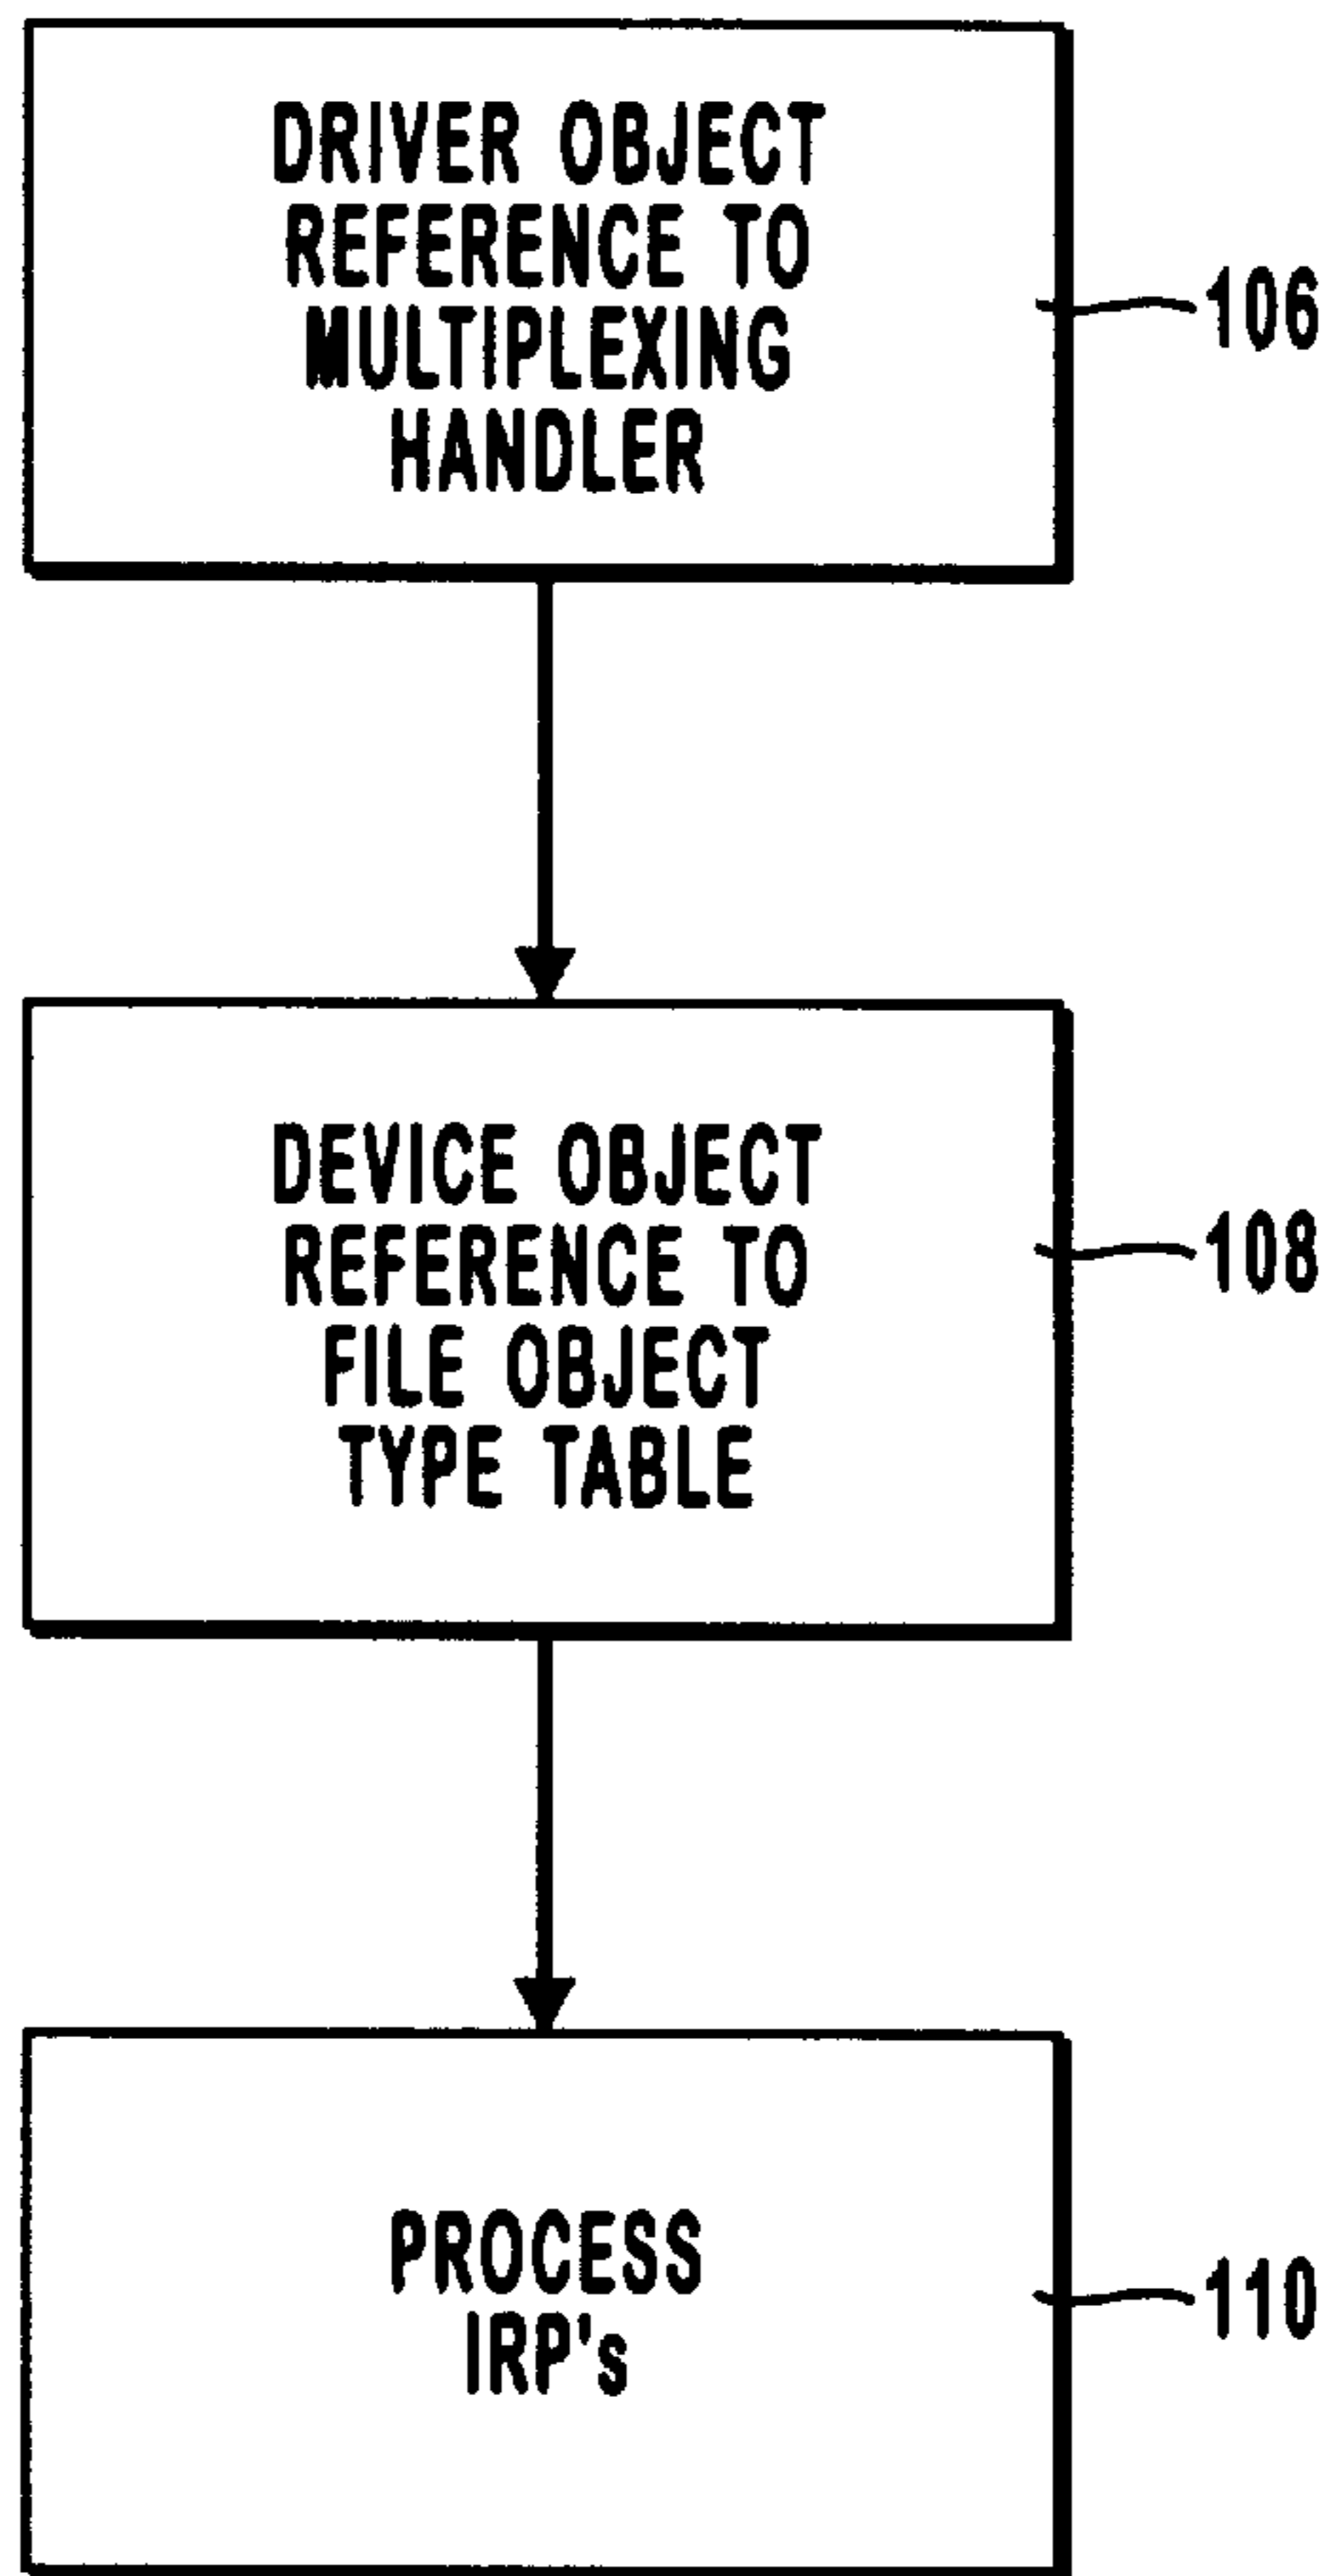 DRIVER OBJECT
REFERENCE TO
MULTIPLEXING
HANDLER
106
DEVICE OBJECT
REFERENCE TO
FILE OBJECT
TYPE TABLE
108
PROCESS
IRP's
110